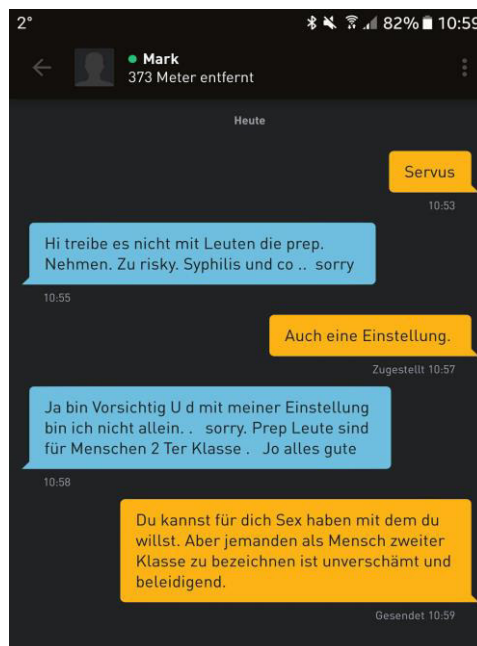 2° 82% 10:59
Mark
373 Meter entfernt
Heute
Servus
10:53
Hi treibe es nicht mit Leuten die prep.
Nehmen. Zu risky. Syphilis und co .. sorry
10:55
Auch eine Einstellung.
Zugestellt 10:57
Ja bin Vorsichtig U d mit meiner Einstellung
bin ich nicht allein. . sorry. Prep Leute sind
für Menschen 2 Ter Klasse . Jo alles gute
10:58
Du kannst für dich Sex haben mit dem du
willst. Aber jemanden als Mensch zweiter
Klasse zu bezeichnen ist unverschämt und
beleidigend.
Gesendet 10:59